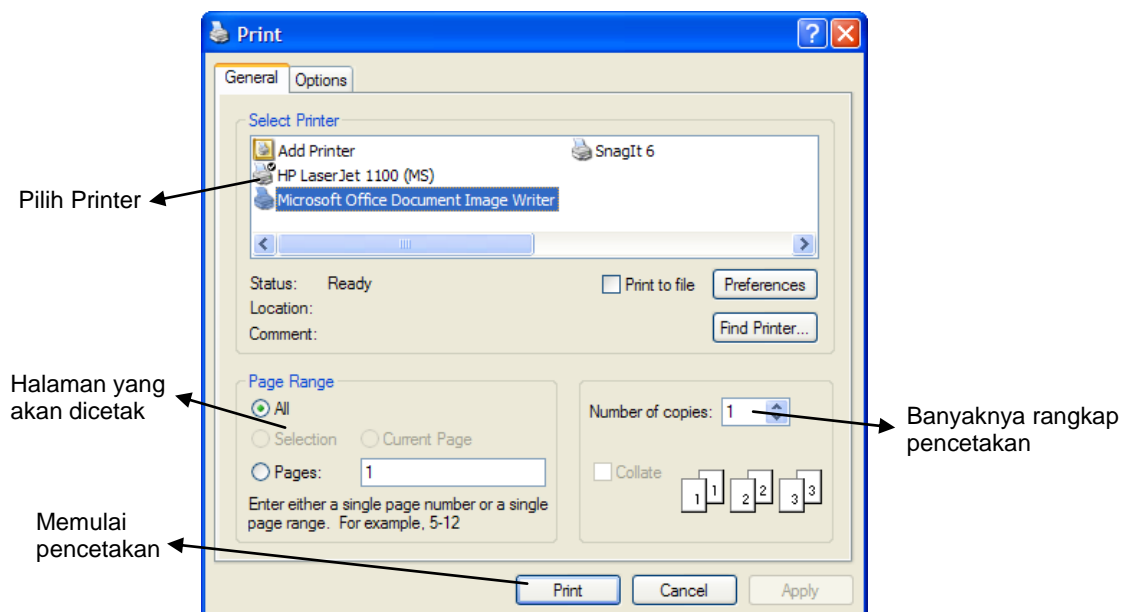 Print
General Options
Select Printer
Add Printer SnagIt 6
HP LaserJet 1100 (MS)
Pilih Printer
Microsoft Office Document Image Writer
Status: Ready Print to file Preferences
Location:
Comment: Find Printer...
Page Range
Halaman yang
akan dicetak
All
Number of copies: 1
Banyaknya rangkap
pencetakan
Selection Current Page
Pages: 1
Collate
1 1 2 2 3 3
Enter either a single page number or a single
page range. For example, 5-12
Memulai
pencetakan
Print Cancel Apply